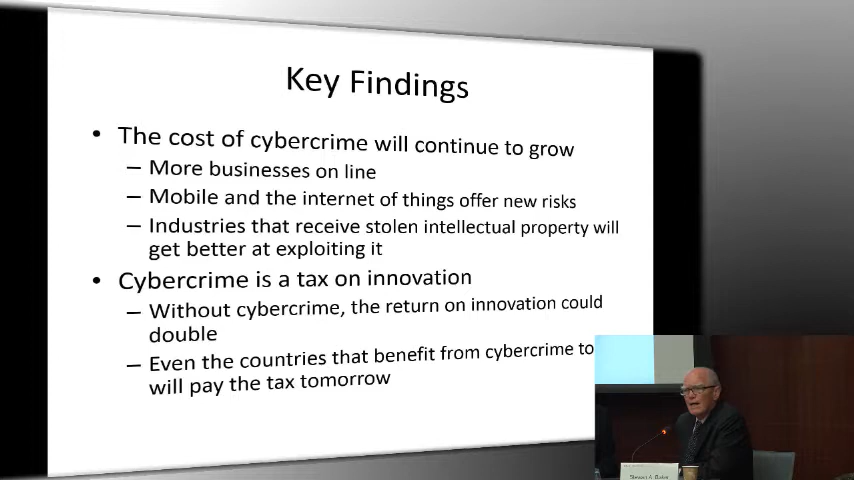 Key Findings
• The cost of cybercrime will continue to grow
– More businesses on line
– Mobile and the internet of things offer new risks
– Industries that receive stolen intellectual property will
get better at exploiting it
• Cybercrime is a tax on innovation
– Without cybercrime, the return on innovation could
double
– Even the countries that benefit from cybercrime to
will pay the tax tomorrow
Stewart A. Baker